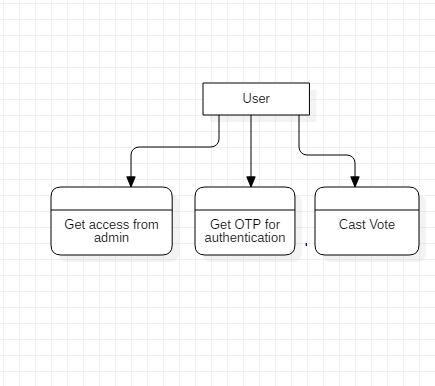 User
Get access from
admin
Get OTP for
authentication
Cast Vote